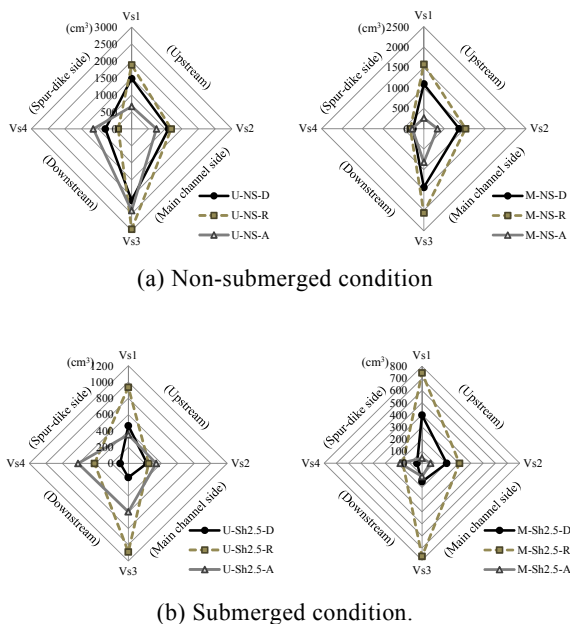 Vs1
(cm³)
3000
2500
2000
1500
1000
500
0
(Spur-dike side)
(Upstream)
Vs4
Vs2
(Downstream)
(Main channel side)
Vs3
U-NS-D
U-NS-R
U-NS-A
Vs1
(cm³)
2500
2000
1500
1000
500
0
(Spur-dike side)
(Upstream)
Vs4
Vs2
(Downstream)
(Main channel side)
Vs3
M-NS-D
M-NS-R
M-NS-A
(a) Non-submerged condition
Vs1
(cm³)
1200
1000
800
600
400
200
0
(Spur-dike side)
(Upstream)
Vs4
Vs2
(Downstream)
(Main channel side)
Vs3
U-Sh2.5-D
U-Sh2.5-R
U-Sh2.5-A
Vs1
(cm³)
800
700
600
500
400
300
200
100
0
(Spur-dike side)
(Upstream)
Vs4
Vs2
(Downstream)
(Main channel side)
Vs3
M-Sh2.5-D
M-Sh2.5-R
M-Sh2.5-A
(b) Submerged condition.